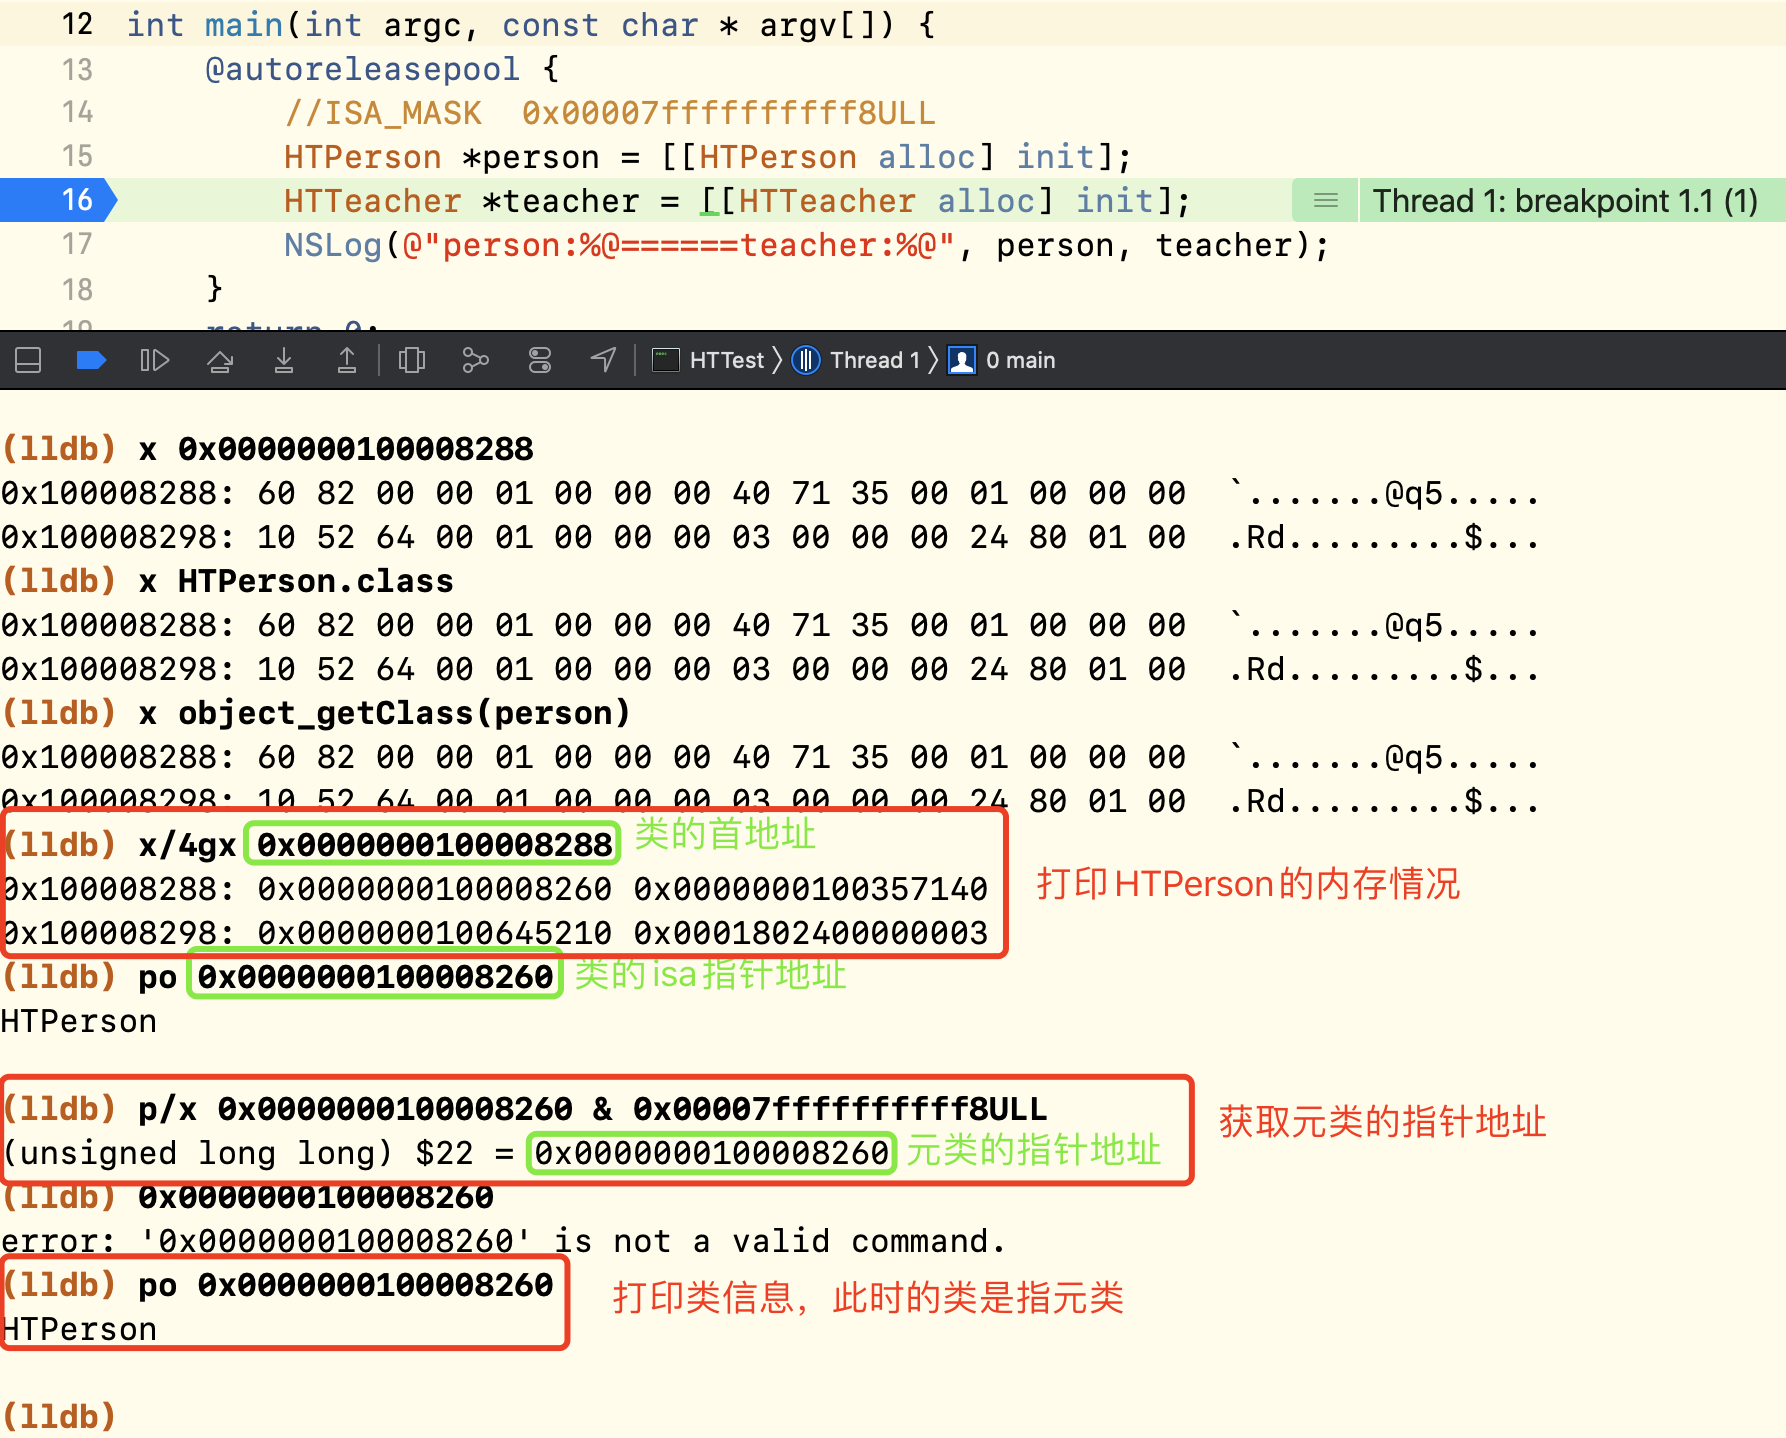 12 int main(int argc, const char * argv[]) {
13 @autoreleasepool {
14 //ISA_MASK  0x00007ffffffffff8ULL
15 HTPerson *person = [[HTPerson alloc] init];
16 HTTeacher *teacher = [[HTTeacher alloc] init]; Thread 1: breakpoint 1.1 (1)
17 NSLog(@"person:%@======teacher:%@", person, teacher);
18 }
19 return 0;
HTTest 〉 Thread 1 〉 0 main
(lldb) x 0x0000000100008288
0x100008288: 60 82 00 00 01 00 00 00 40 71 35 00 01 00 00 00  `.......@q5.....
0x100008298: 10 52 64 00 01 00 00 00 03 00 00 00 24 80 01 00  .Rd.........$...
(lldb) x HTPerson.class
0x100008288: 60 82 00 00 01 00 00 00 40 71 35 00 01 00 00 00  `.......@q5.....
0x100008298: 10 52 64 00 01 00 00 00 03 00 00 00 24 80 01 00  .Rd.........$...
(lldb) x object_getClass(person)
0x100008288: 60 82 00 00 01 00 00 00 40 71 35 00 01 00 00 00  `.......@q5.....
0x100008298: 10 52 64 00 01 00 00 00 03 00 00 00 24 80 01 00  .Rd.........$...
(lldb) x/4gx 0x0000000100008288 类的首地址
0x100008288: 0x0000000100008260 0x0000000100357140 打印HTPerson的内存情况
0x100008298: 0x0000000100645210 0x0001802400000003
(lldb) po 0x0000000100008260 类的isa指针地址
HTPerson
(lldb) p/x 0x0000000100008260 & 0x00007ffffffffff8ULL 获取元类的指针地址
(unsigned long long) $22 = 0x0000000100008260 元类的指针地址
(lldb) 0x0000000100008260
error: '0x0000000100008260' is not a valid command.
(lldb) po 0x0000000100008260 打印类信息，此时的类是指元类
HTPerson
(lldb)